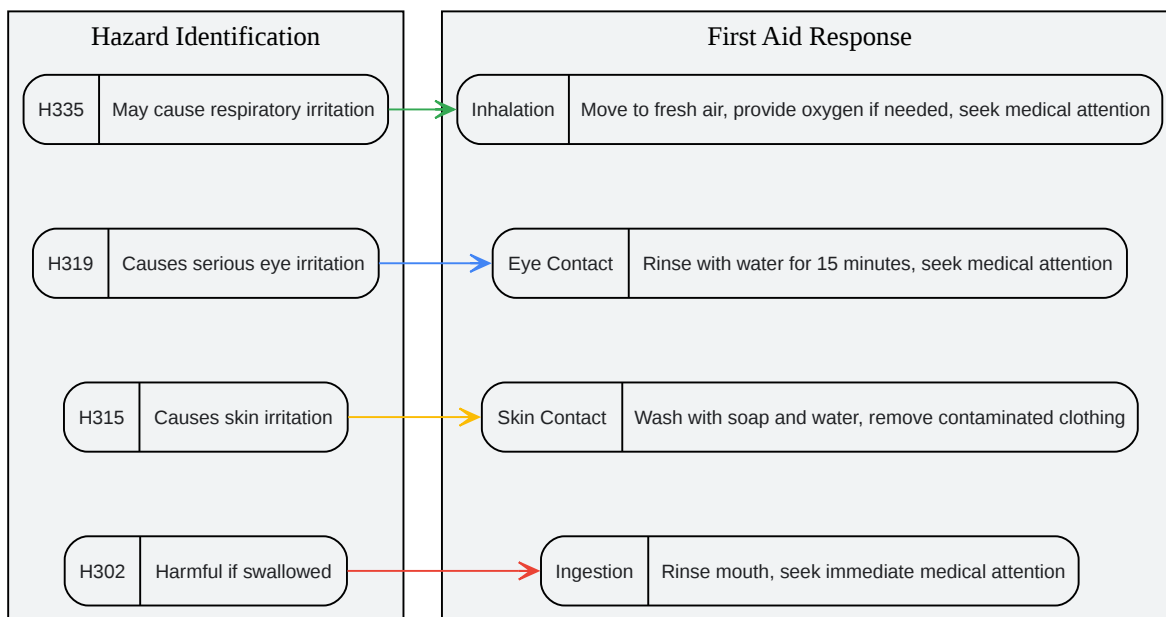 Hazard Identification
First Aid Response
H335 May cause respiratory irritation
Inhalation Move to fresh air, provide oxygen if needed, seek medical attention
H319 Causes serious eye irritation
Eye Contact Rinse with water for 15 minutes, seek medical attention
H315 Causes skin irritation
Skin Contact Wash with soap and water, remove contaminated clothing
H302 Harmful if swallowed
Ingestion Rinse mouth, seek immediate medical attention